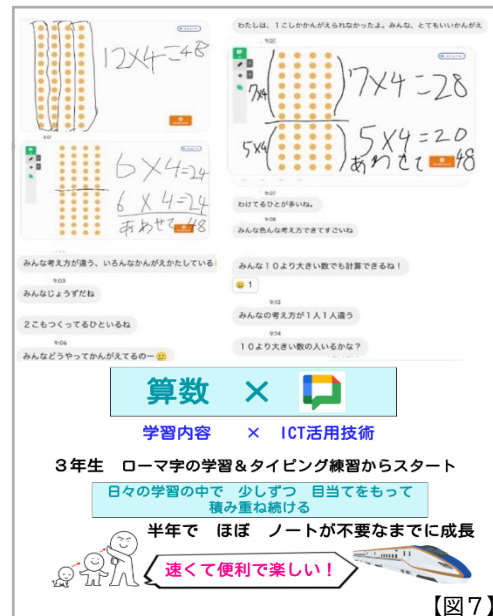 12×4=48
9:01
6×4=24
6×4=24
あわせて48
9:03
みんな考え方が違う、いろんなかんがえかたしている
みんなじょうずだね
2こもつくってるひといるね
9:06
みんなどうやってかんがえてるのー😐
わたしは、1こしかかんがえられなかったよ。みんな、とてもいいかんがえ
7×4
7×4=28
5×4
5×4=20
あわせて48
9:07
わけてるひとが多いね。
9:08
みんな色んな考え方できてすごいね
みんな10より大きい数でも計算できるね!
😀 1
9:13
みんなの考え方が1人1人違う
9:14
10より大きい数の人いるかな?
算数 ×
学習内容 × ICT活用技術
3年生 ローマ字の学習&タイピング練習からスタート
日々の学習の中で 少しずつ 目当てをもって
積み重ね続ける
半年で ほぼ ノートが不要なまでに成長
速くて便利で楽しい!
【図7】